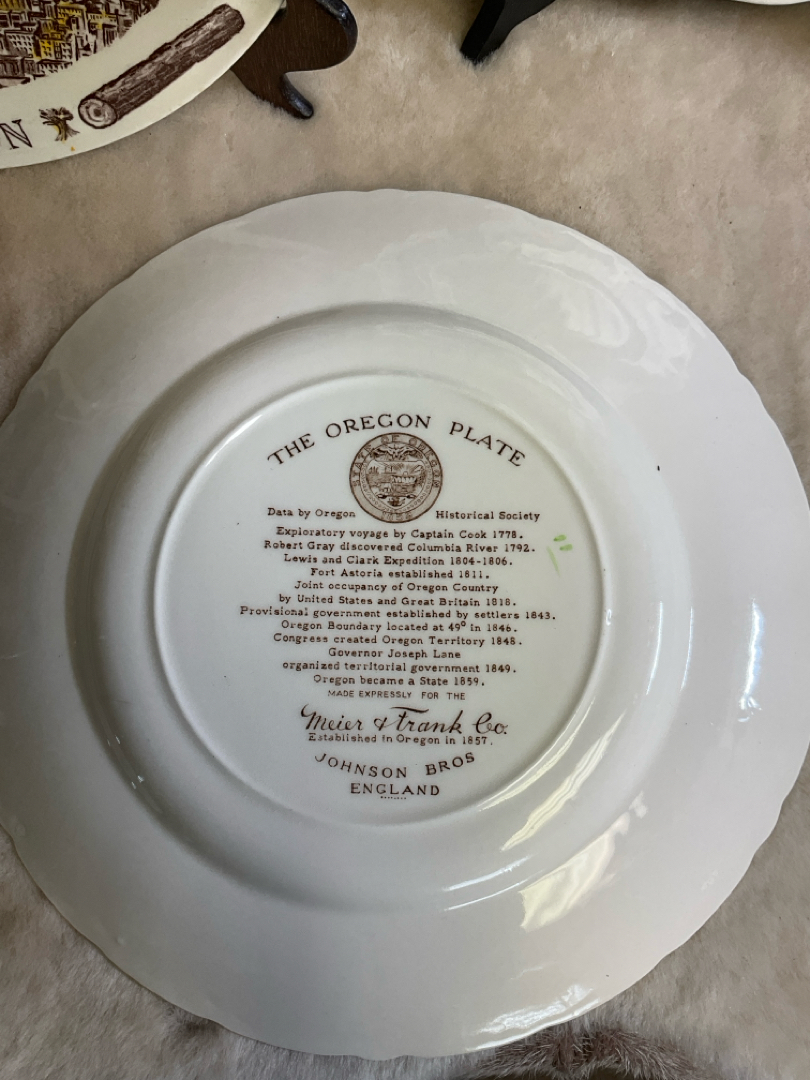 N
THE OREGON PLATE
STATE OF OREGON
1859
Data by Oregon Historical Society
Exploratory voyage by Captain Cook 1778.
Robert Gray discovered Columbia River 1792.
Lewis and Clark Expedition 1804-1806.
Fort Astoria established 1811.
Joint occupancy of Oregon Country
by United States and Great Britain 1818.
Provisional government established by settlers 1843.
Oregon Boundary located at 49° in 1846.
Congress created Oregon Territory 1848.
Governor Joseph Lane
organized territorial government 1849.
Oregon became a State 1859.
MADE EXPRESSLY FOR THE
Meier & Frank Co.
Established in Oregon in 1857.
JOHNSON BROS
ENGLAND